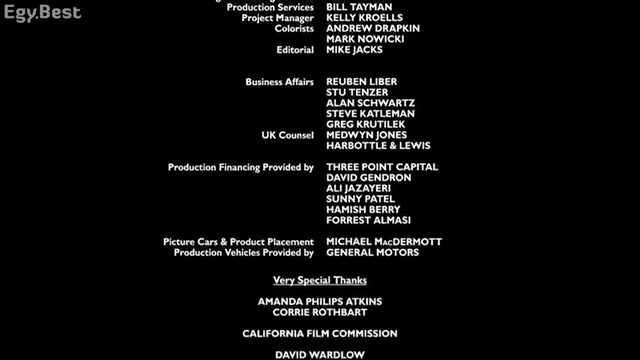 Egy.Best
Production Services BILL TAYMAN
Project Manager KELLY KROELLS
Colorists ANDREW DRAPKIN
MARK NOWICKI
Editorial MIKE JACKS
Business Affairs REUBEN LIBER
STU TENZER
ALAN SCHWARTZ
STEVE KATLEMAN
GREG KRUTILEK
UK Counsel MEDWYN JONES
HARBOTTLE & LEWIS
Production Financing Provided by THREE POINT CAPITAL
DAVID GENDRON
ALI JAZAYERI
SUNNY PATEL
HAMISH BERRY
FORREST ALMASI
Picture Cars & Product Placement MICHAEL MACDERMOTT
Production Vehicles Provided by GENERAL MOTORS
Very Special Thanks
AMANDA PHILIPS ATKINS
CORRIE ROTHBART
CALIFORNIA FILM COMMISSION
DAVID WARDLOW